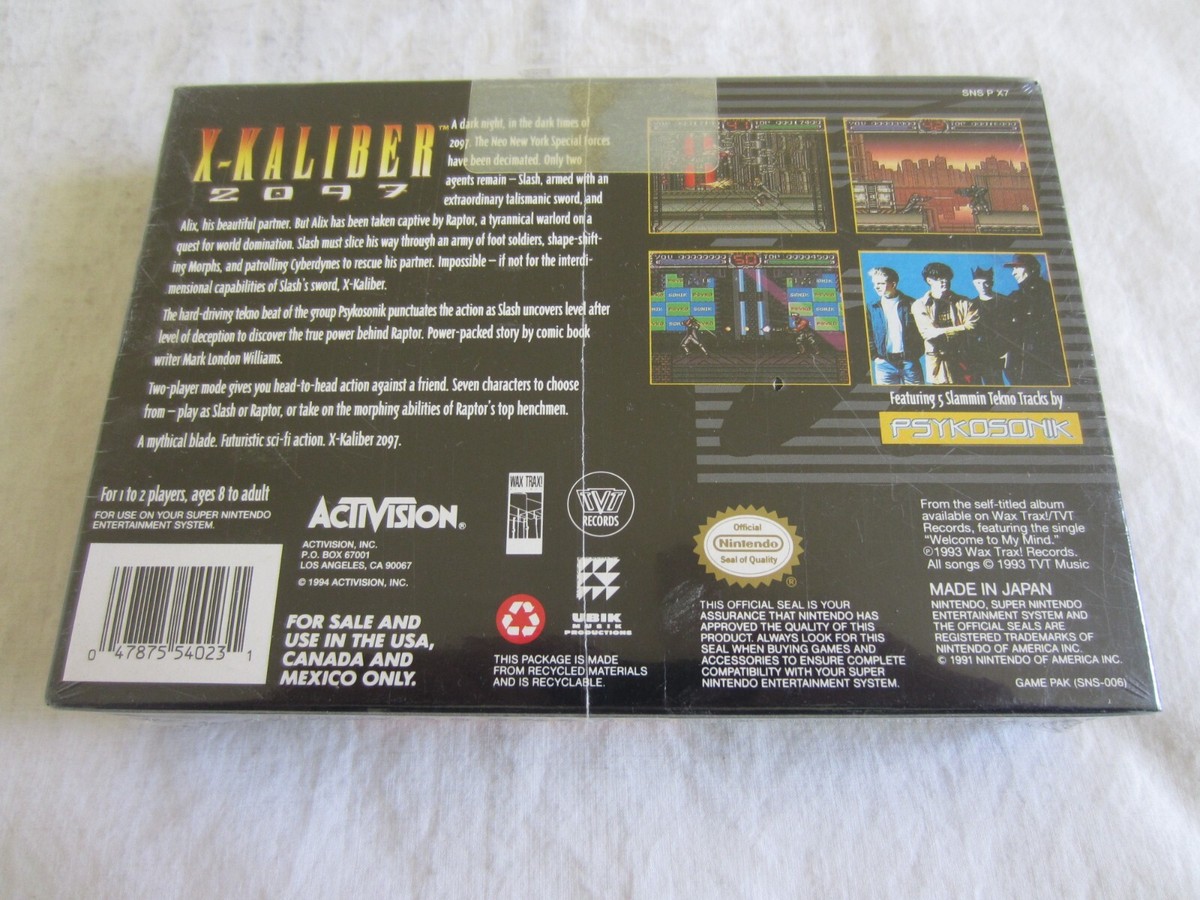 SNS P X7
X-KALIBER™
2097
A dark night, in the dark times of
2097. The Neo New York Special Forces
have been decimated. Only two
agents remain – Slash, armed with an
extraordinary talismanic sword, and
Alix, his beautiful partner. But Alix has been taken captive by Raptor, a tyrannical warlord on a
quest for world domination. Slash must slice his way through an army of foot soldiers, shape-shift-
ing Morphs, and patrolling Cyberdynes to rescue his partner. Impossible – if not for the interdi-
mensional capabilities of Slash's sword, X-Kaliber.
The hard-driving tekno beat of the group Psykosonik punctuates the action as Slash uncovers level after
level of deception to discover the true power behind Raptor. Power-packed story by comic book
writer Mark London Williams.
Two-player mode gives you head-to-head action against a friend. Seven characters to choose
from – play as Slash or Raptor, or take on the morphing abilities of Raptor's top henchmen.
A mythical blade. Futuristic sci-fi action. X-Kaliber 2097.
Featuring 5 Slammin Tekno Tracks by
PSYKOSONIK
For 1 to 2 players, ages 8 to adult
FOR USE ON YOUR SUPER NINTENDO
ENTERTAINMENT SYSTEM.
0 47875 54023 1
ACTIVISION®
ACTIVISION, INC.
P.O. BOX 67001
LOS ANGELES, CA 90067
© 1994 ACTIVISION, INC.
FOR SALE AND
USE IN THE USA,
CANADA AND
MEXICO ONLY.
WAX TRAX!
TVT
RECORDS
UBIK
MUSIK
PRODUCTIONS
THIS PACKAGE IS MADE
FROM RECYCLED MATERIALS
AND IS RECYCLABLE.
Official
Nintendo
Seal of Quality
®
THIS OFFICIAL SEAL IS YOUR
ASSURANCE THAT NINTENDO HAS
APPROVED THE QUALITY OF THIS
PRODUCT. ALWAYS LOOK FOR THIS
SEAL WHEN BUYING GAMES AND
ACCESSORIES TO ENSURE COMPLETE
COMPATIBILITY WITH YOUR SUPER
NINTENDO ENTERTAINMENT SYSTEM.
From the self-titled album
available on Wax Trax!/TVT
Records, featuring the single
"Welcome to My Mind."
℗1993 Wax Trax! Records.
All songs © 1993 TVT Music
MADE IN JAPAN
NINTENDO, SUPER NINTENDO
ENTERTAINMENT SYSTEM AND
THE OFFICIAL SEALS ARE
REGISTERED TRADEMARKS OF
NINTENDO OF AMERICA INC.
© 1991 NINTENDO OF AMERICA INC.
GAME PAK (SNS-006)